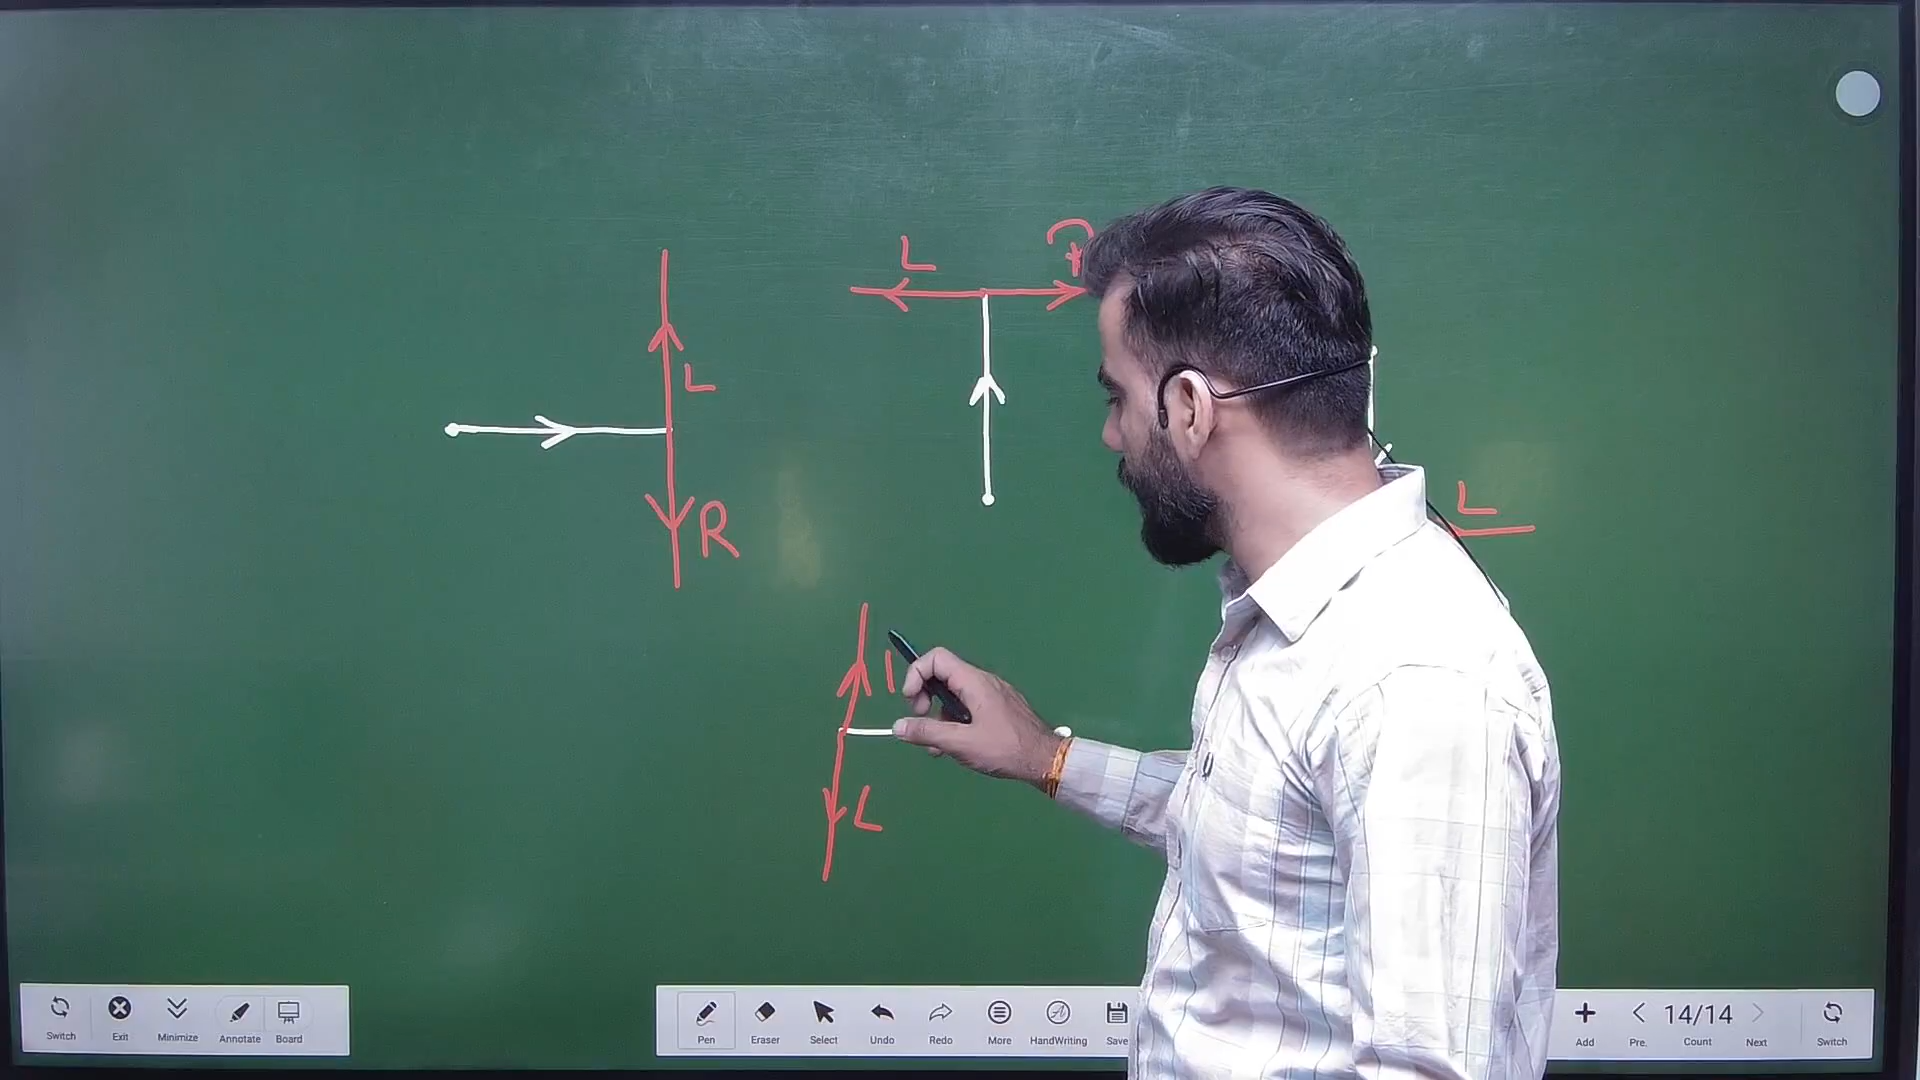 L
L
R
L
L
Switch
Exit
Minimize
Annotate
Board
Pen
Eraser
Select
Undo
Redo
More
HandWriting
Save
Add
Pre.
14/14
Count
Next
Switch